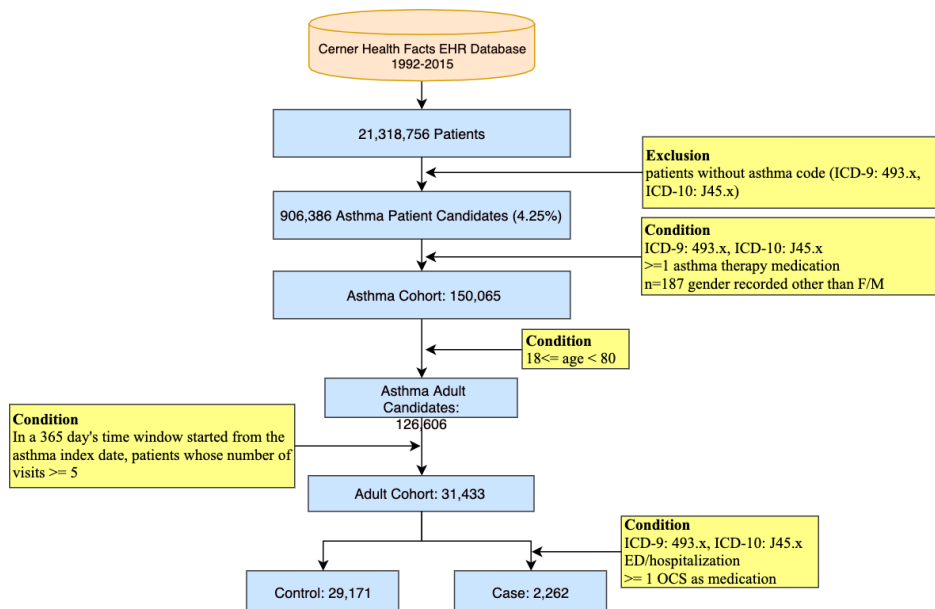 Cerner Health Facts EHR Database
1992-2015
21,318,756 Patients
Exclusion
patients without asthma code (ICD-9: 493.x,
ICD-10: J45.x)
906,386 Asthma Patient Candidates (4.25%)
Condition
ICD-9: 493.x, ICD-10: J45.x
>=1 asthma therapy medication
n=187 gender recorded other than F/M
Asthma Cohort: 150,065
Condition
18<= age < 80
Asthma Adult
Candidates:
126,606
Condition
In a 365 day's time window started from the
asthma index date, patients whose number of
visits >= 5
Adult Cohort: 31,433
Condition
ICD-9: 493.x, ICD-10: J45.x
ED/hospitalization
>= 1 OCS as medication
Control: 29,171
Case: 2,262